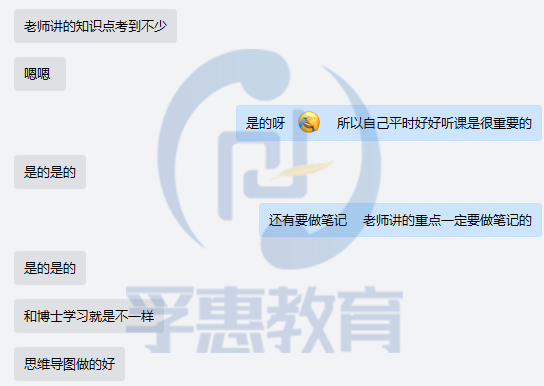 老师讲的知识点考到不少
嗯嗯
是的呀 所以自己平时好好听课是很重要的
是的是的
还有要做笔记 老师讲的重点一定要做笔记的
是的是的
和博士学习就是不一样
思维导图做的好
学惠教育